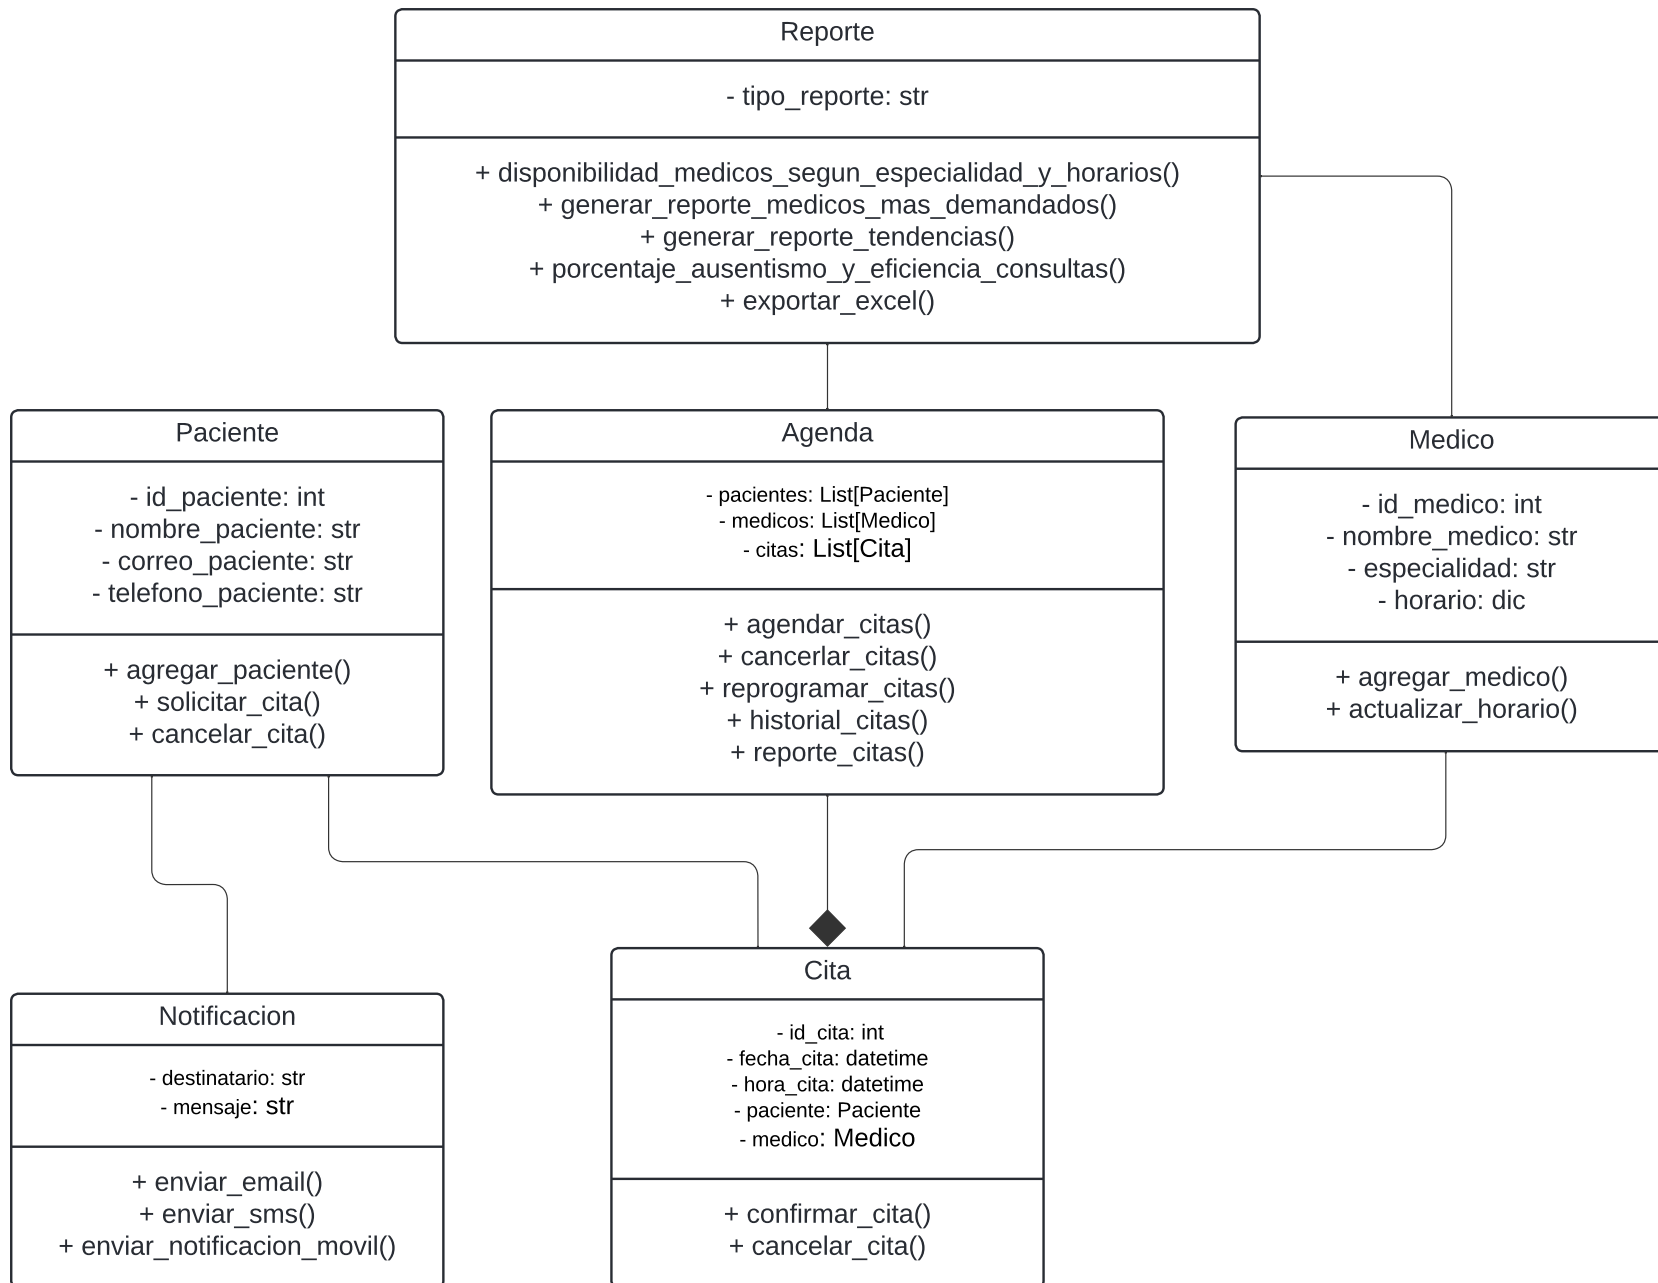 Reporte
- tipo_reporte: str
+ disponibilidad_medicos_segun_especialidad_y_horarios()
+ generar_reporte_medicos_mas_demandados()
+ generar_reporte_tendencias()
+ porcentaje_ausentismo_y_eficiencia_consultas()
+ exportar_excel()
Paciente
- id_paciente: int
- nombre_paciente: str
- correo_paciente: str
- telefono_paciente: str
+ agregar_paciente()
+ solicitar_cita()
+ cancelar_cita()
Agenda
- pacientes: List[Paciente]
- medicos: List[Medico]
- citas: List[Cita]
+ agendar_citas()
+ cancerlar_citas()
+ reprogramar_citas()
+ historial_citas()
+ reporte_citas()
Medico
- id_medico: int
- nombre_medico: str
- especialidad: str
- horario: dic
+ agregar_medico()
+ actualizar_horario()
Notificacion
- destinatario: str
- mensaje: str
+ enviar_email()
+ enviar_sms()
+ enviar_notificacion_movil()
Cita
- id_cita: int
- fecha_cita: datetime
- hora_cita: datetime
- paciente: Paciente
- medico: Medico
+ confirmar_cita()
+ cancelar_cita()